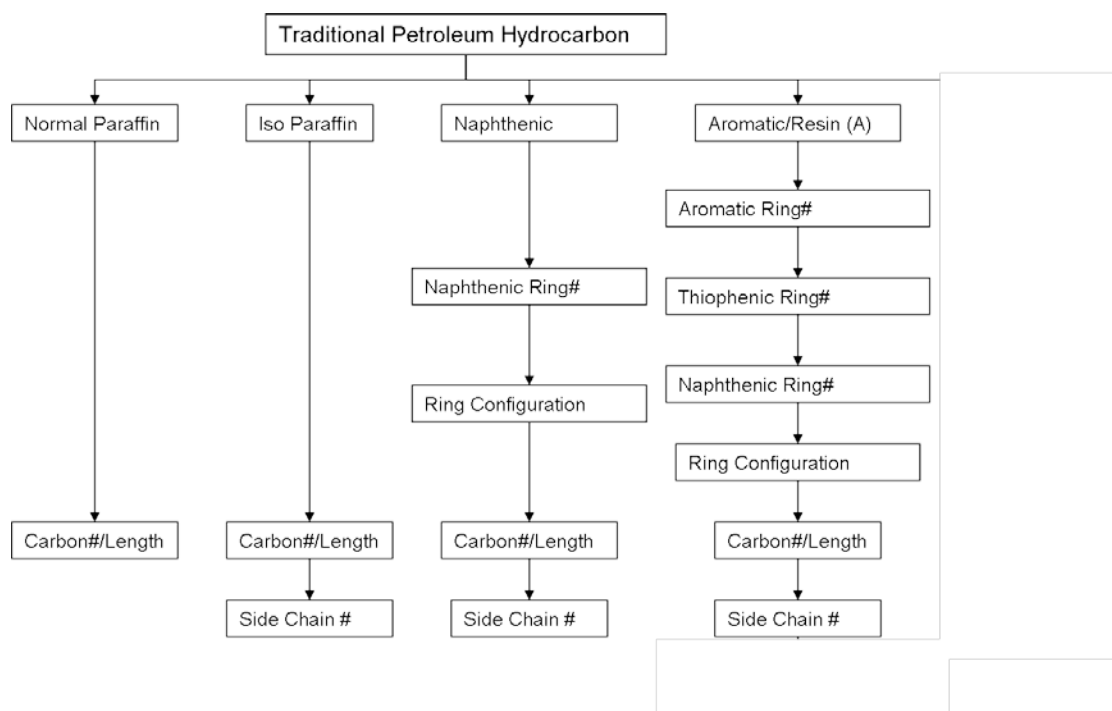 Traditional Petroleum Hydrocarbon
Normal Paraffin
Iso Paraffin
Naphthenic
Aromatic/Resin (A)
Aromatic Ring#
Naphthenic Ring#
Thiophenic Ring#
Naphthenic Ring#
Ring Configuration
Ring Configuration
Carbon#/Length
Carbon#/Length
Carbon#/Length
Carbon#/Length
Side Chain #
Side Chain #
Side Chain #